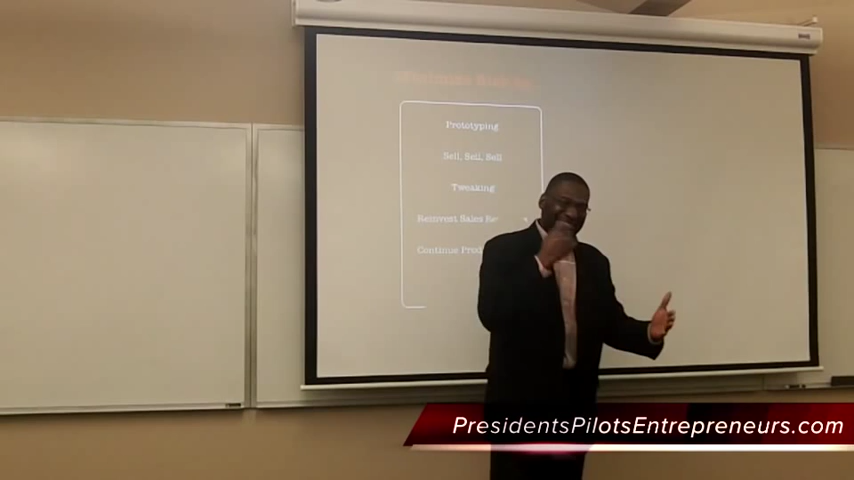 Prototyping
Sell, Sell, Sell
Tweaking
Reinvest Sales
Continue
PresidentsPilotsEntrepreneurs.com